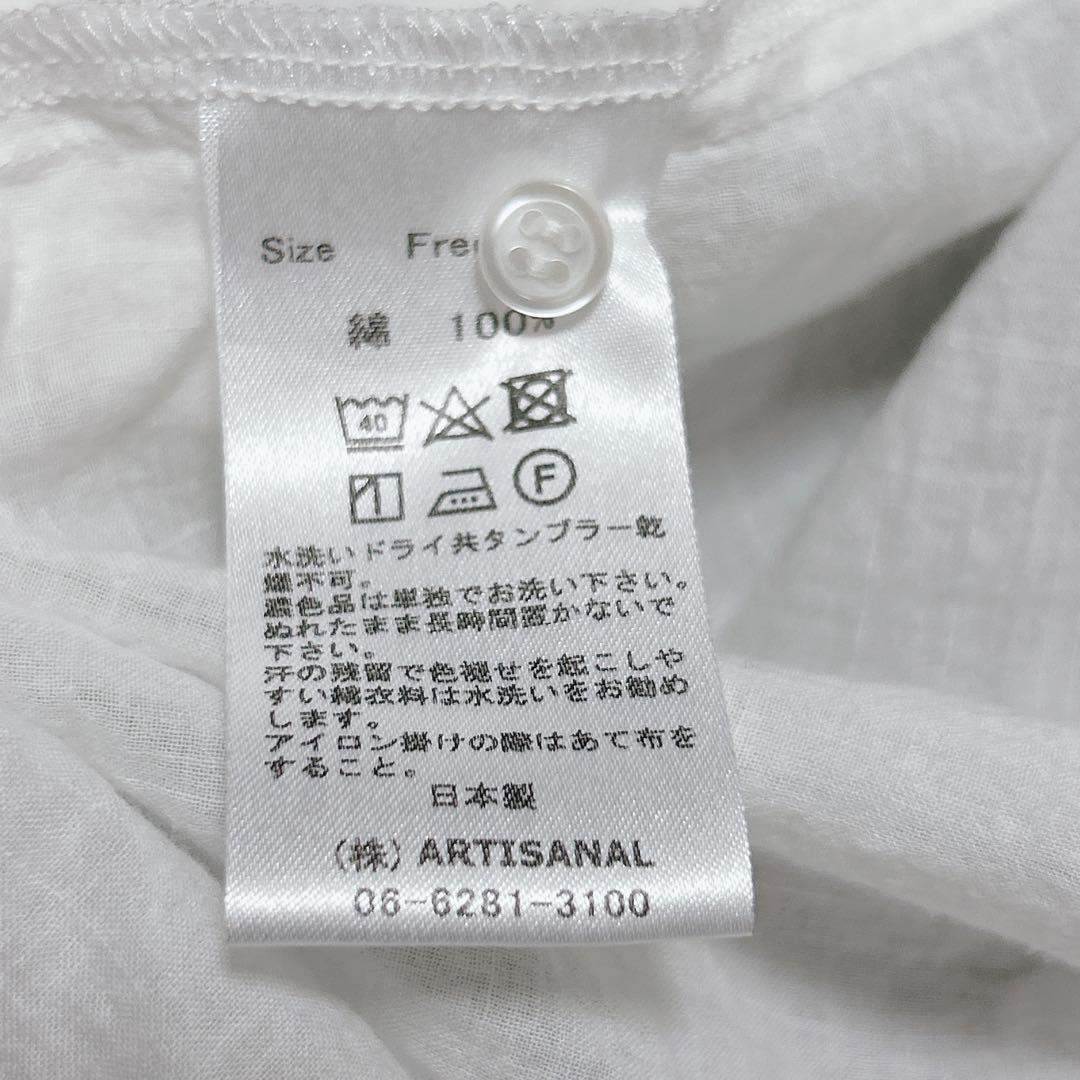 Size Free
綿 100%
40
F
水洗いドライ共タンブラー乾
燥不可。
濃色品は単独でお洗い下さい。
ぬれたまま長時間置かないで
下さい。
汗の残留で色褪せを起こしや
すい綿衣料は水洗いをお勧め
します。
アイロン掛けの際はあて布を
すること。
日本製
(株) ARTISANAL
06-6281-3100